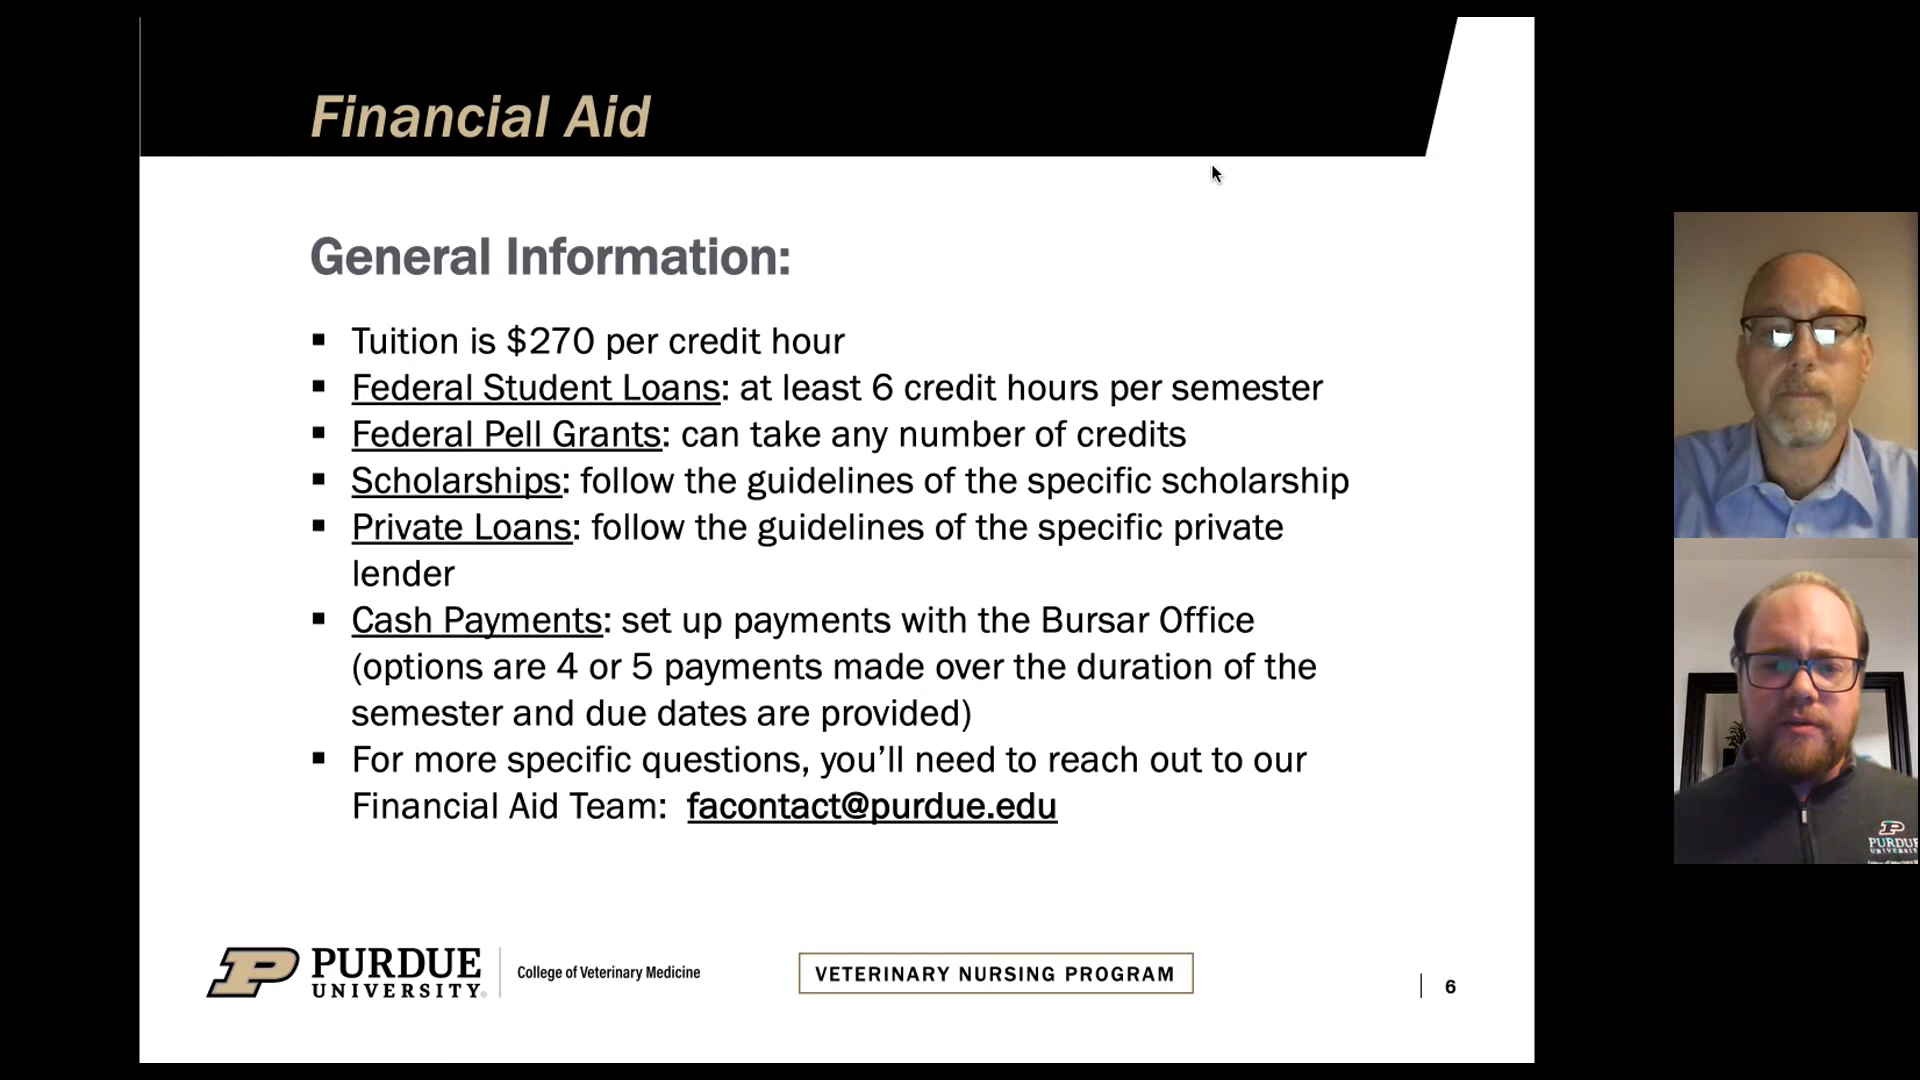 Financial Aid
General Information:
▪ Tuition is $270 per credit hour
▪ Federal Student Loans: at least 6 credit hours per semester
▪ Federal Pell Grants: can take any number of credits
▪ Scholarships: follow the guidelines of the specific scholarship
▪ Private Loans: follow the guidelines of the specific private
lender
▪ Cash Payments: set up payments with the Bursar Office
(options are 4 or 5 payments made over the duration of the
semester and due dates are provided)
▪ For more specific questions, you’ll need to reach out to our
Financial Aid Team: facontact@purdue.edu
PURDUE
UNIVERSITY
College of Veterinary Medicine
VETERINARY NURSING PROGRAM
6
PURDUE
UNIVERSITY